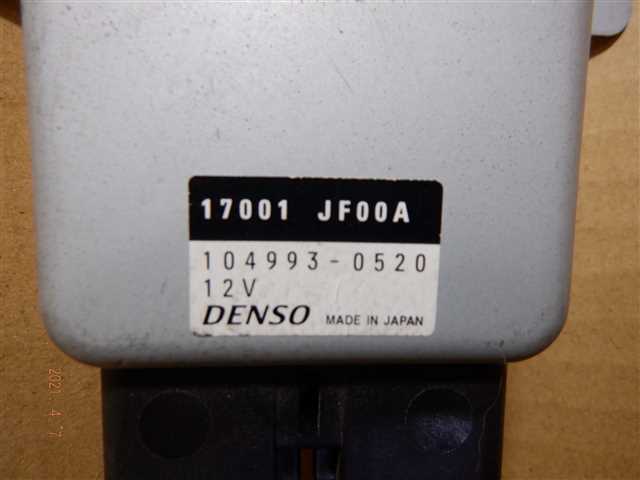 17001 JF00A
104993-0520
12V
DENSO MADE IN JAPAN
2021 4 7